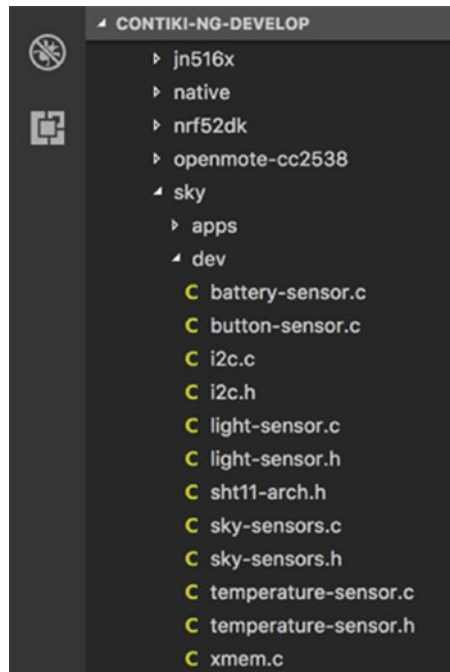 CONTIKI-NG-DEVELOP
jn516x
native
nrf52dk
openmote-cc2538
sky
apps
dev
C battery-sensor.c
C button-sensor.c
C i2c.c
C i2c.h
C light-sensor.c
C light-sensor.h
C sht11-arch.h
C sky-sensors.c
C sky-sensors.h
C temperature-sensor.c
C temperature-sensor.h
C xmem.c